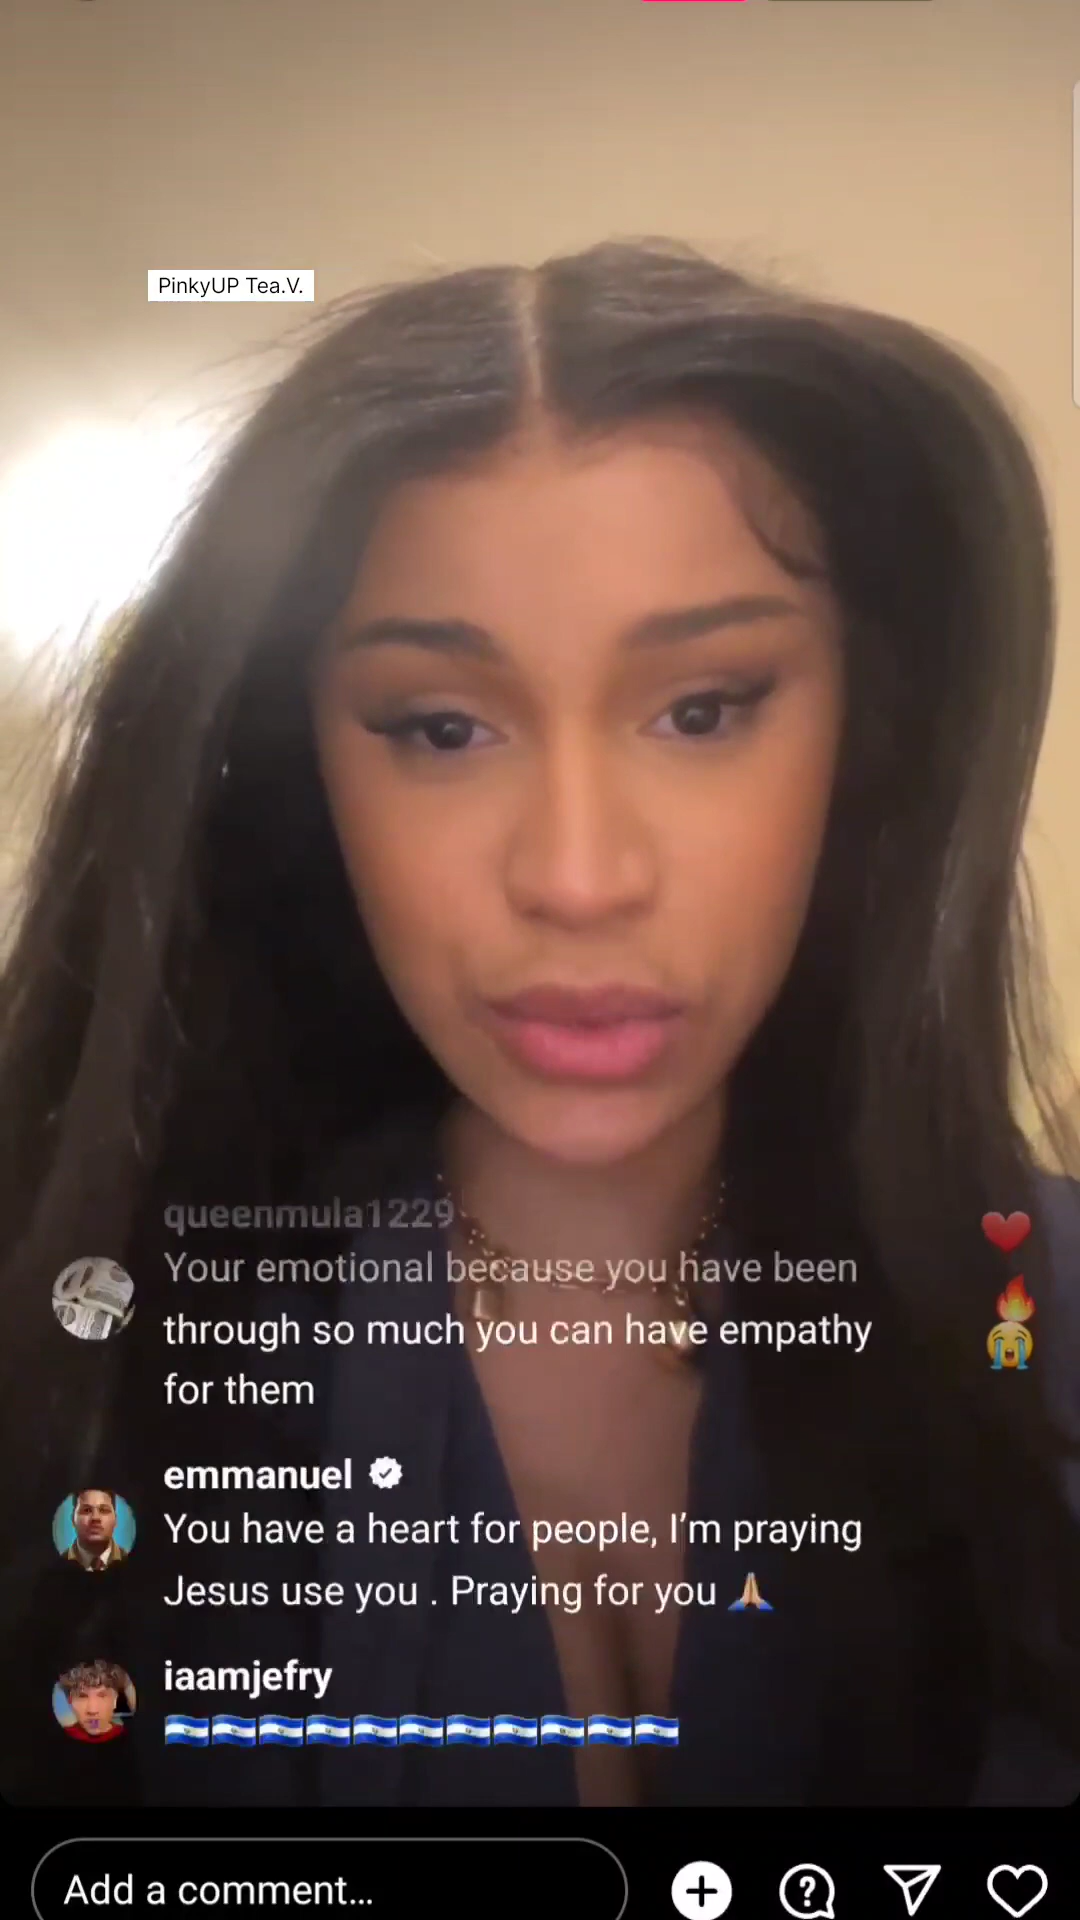 PinkyUP Tea.V.
queenmula1229
Your emotional because you have been
through so much you can have empathy
for them
emmanuel
You have a heart for people, I’m praying
Jesus use you . Praying for you 🙏🏼
iaamjefry
🇸🇻🇸🇻🇸🇻🇸🇻🇸🇻🇸🇻🇸🇻🇸🇻🇸🇻🇸🇻🇸🇻
Add a comment...